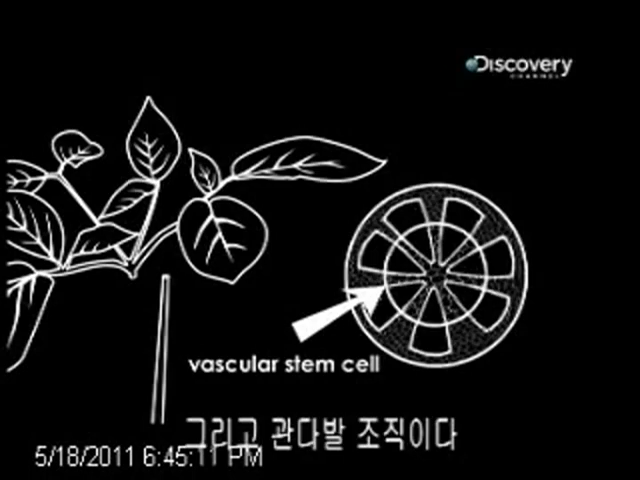 Discovery
CHANNEL
vascular stem cell
그리고 관다발 조직이다
5/18/2011 6:45:11 PM